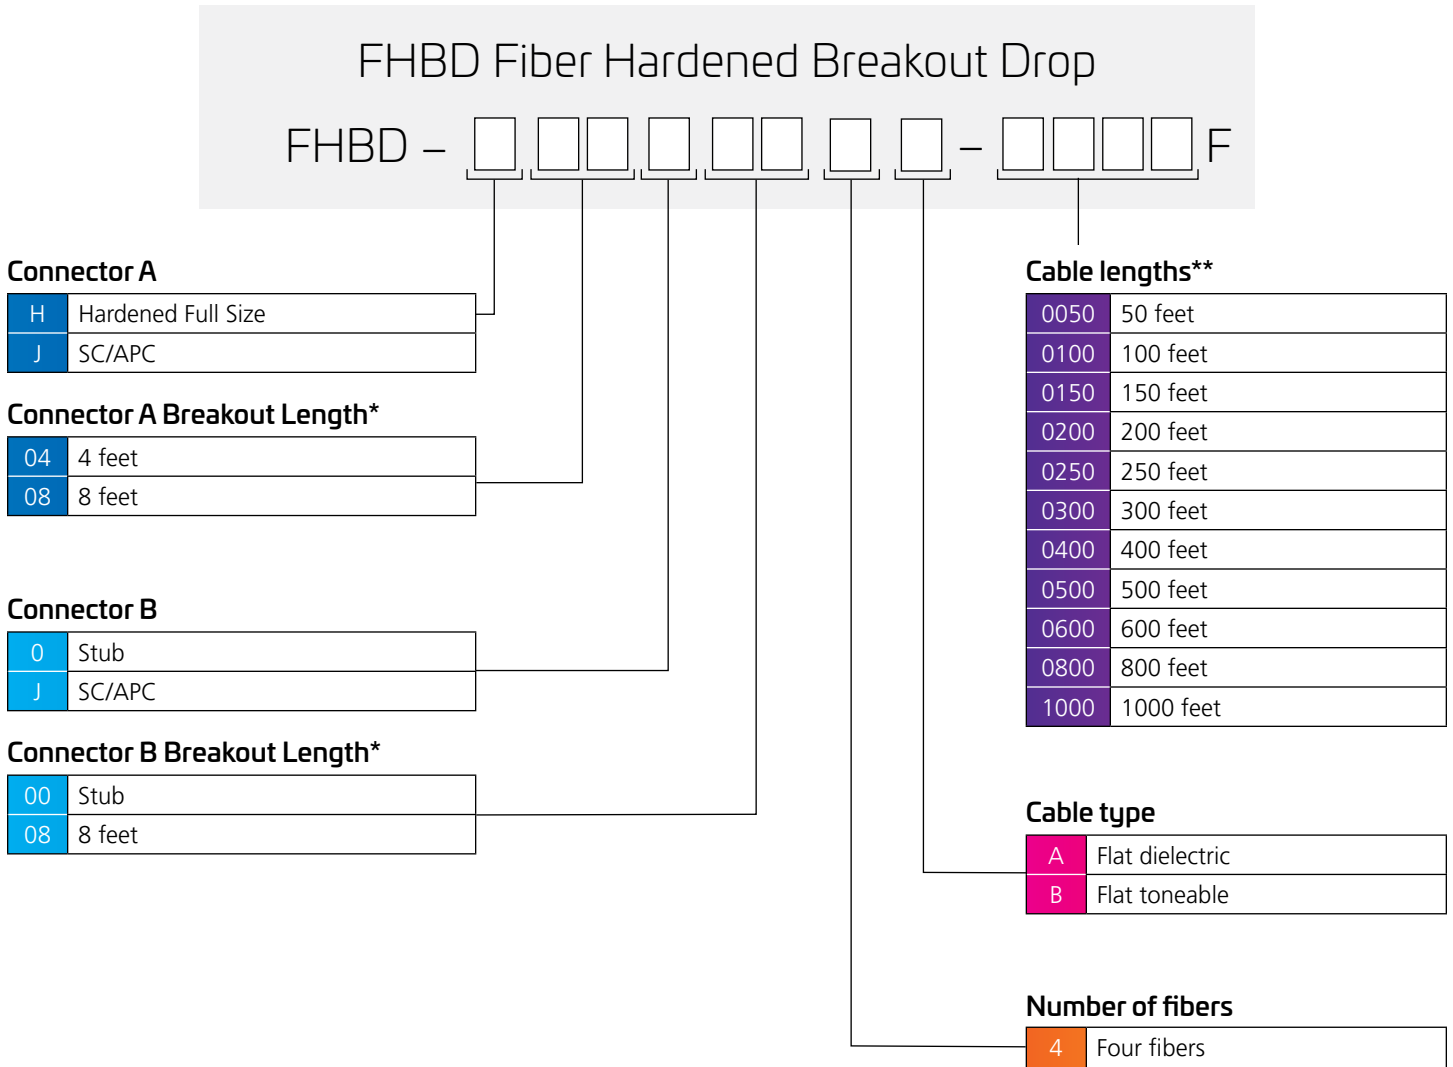 FHBD Fiber Hardened Breakout Drop
FHBD – – F
Connector A
H Hardened Full Size
J SC/APC
Connector A Breakout Length*
04 4 feet
08 8 feet
Connector B
0 Stub
J SC/APC
Connector B Breakout Length*
00 Stub
08 8 feet
Cable lengths**
0050 50 feet
0100 100 feet
0150 150 feet
0200 200 feet
0250 250 feet
0300 300 feet
0400 400 feet
0500 500 feet
0600 600 feet
0800 800 feet
1000 1000 feet
Cable type
A Flat dielectric
B Flat toneable
Number of fibers
4 Four fibers